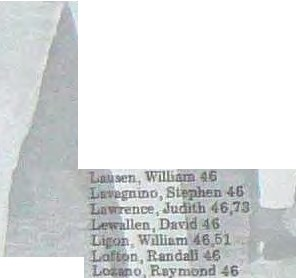 Lausen, William 46
Lavagnino, Stephen 46
Lawrence, Judith 46,73
Lewallen, David 46
Ligon, William 46,51
Lofton, Randall 46
Lozano, Raymond 46